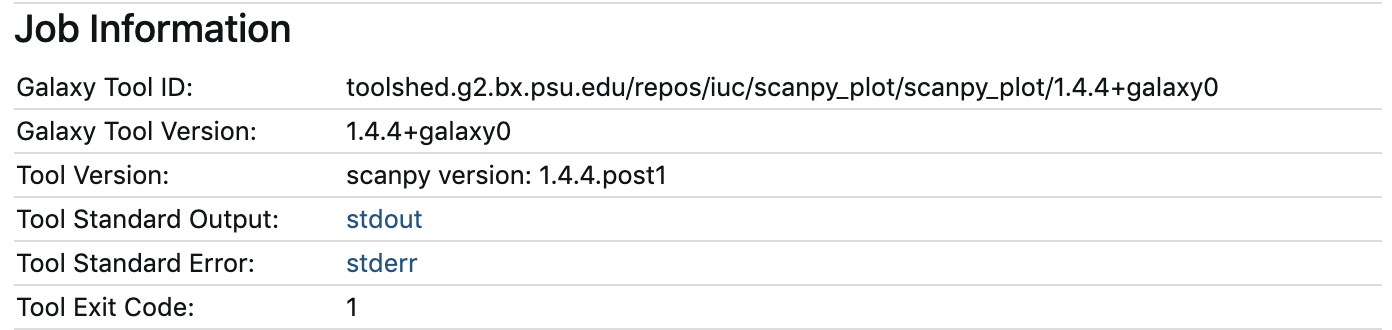 Job Information
Galaxy Tool ID: toolshed.g2.bx.psu.edu/repos/iuc/scanpy_plot/scanpy_plot/1.4.4+galaxy0
Galaxy Tool Version: 1.4.4+galaxy0
Tool Version: scanpy version: 1.4.4.post1
Tool Standard Output: stdout
Tool Standard Error: stderr
Tool Exit Code: 1